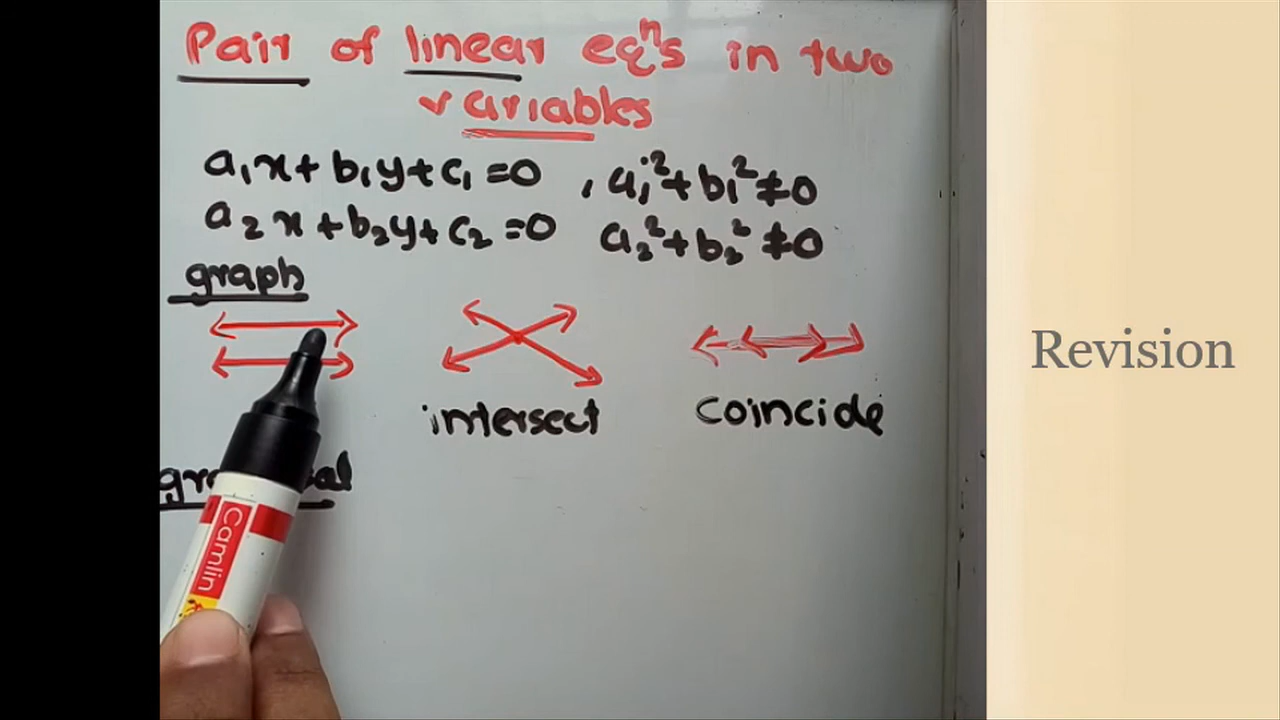 Pair of linear eqⁿs in two
variables
a₁x + b₁y + c₁ = 0 , a₁² + b₁² ≠ 0
a₂x + b₂y + c₂ = 0 a₂² + b₂² ≠ 0
graph
intersect coincide
Camlin
Revision